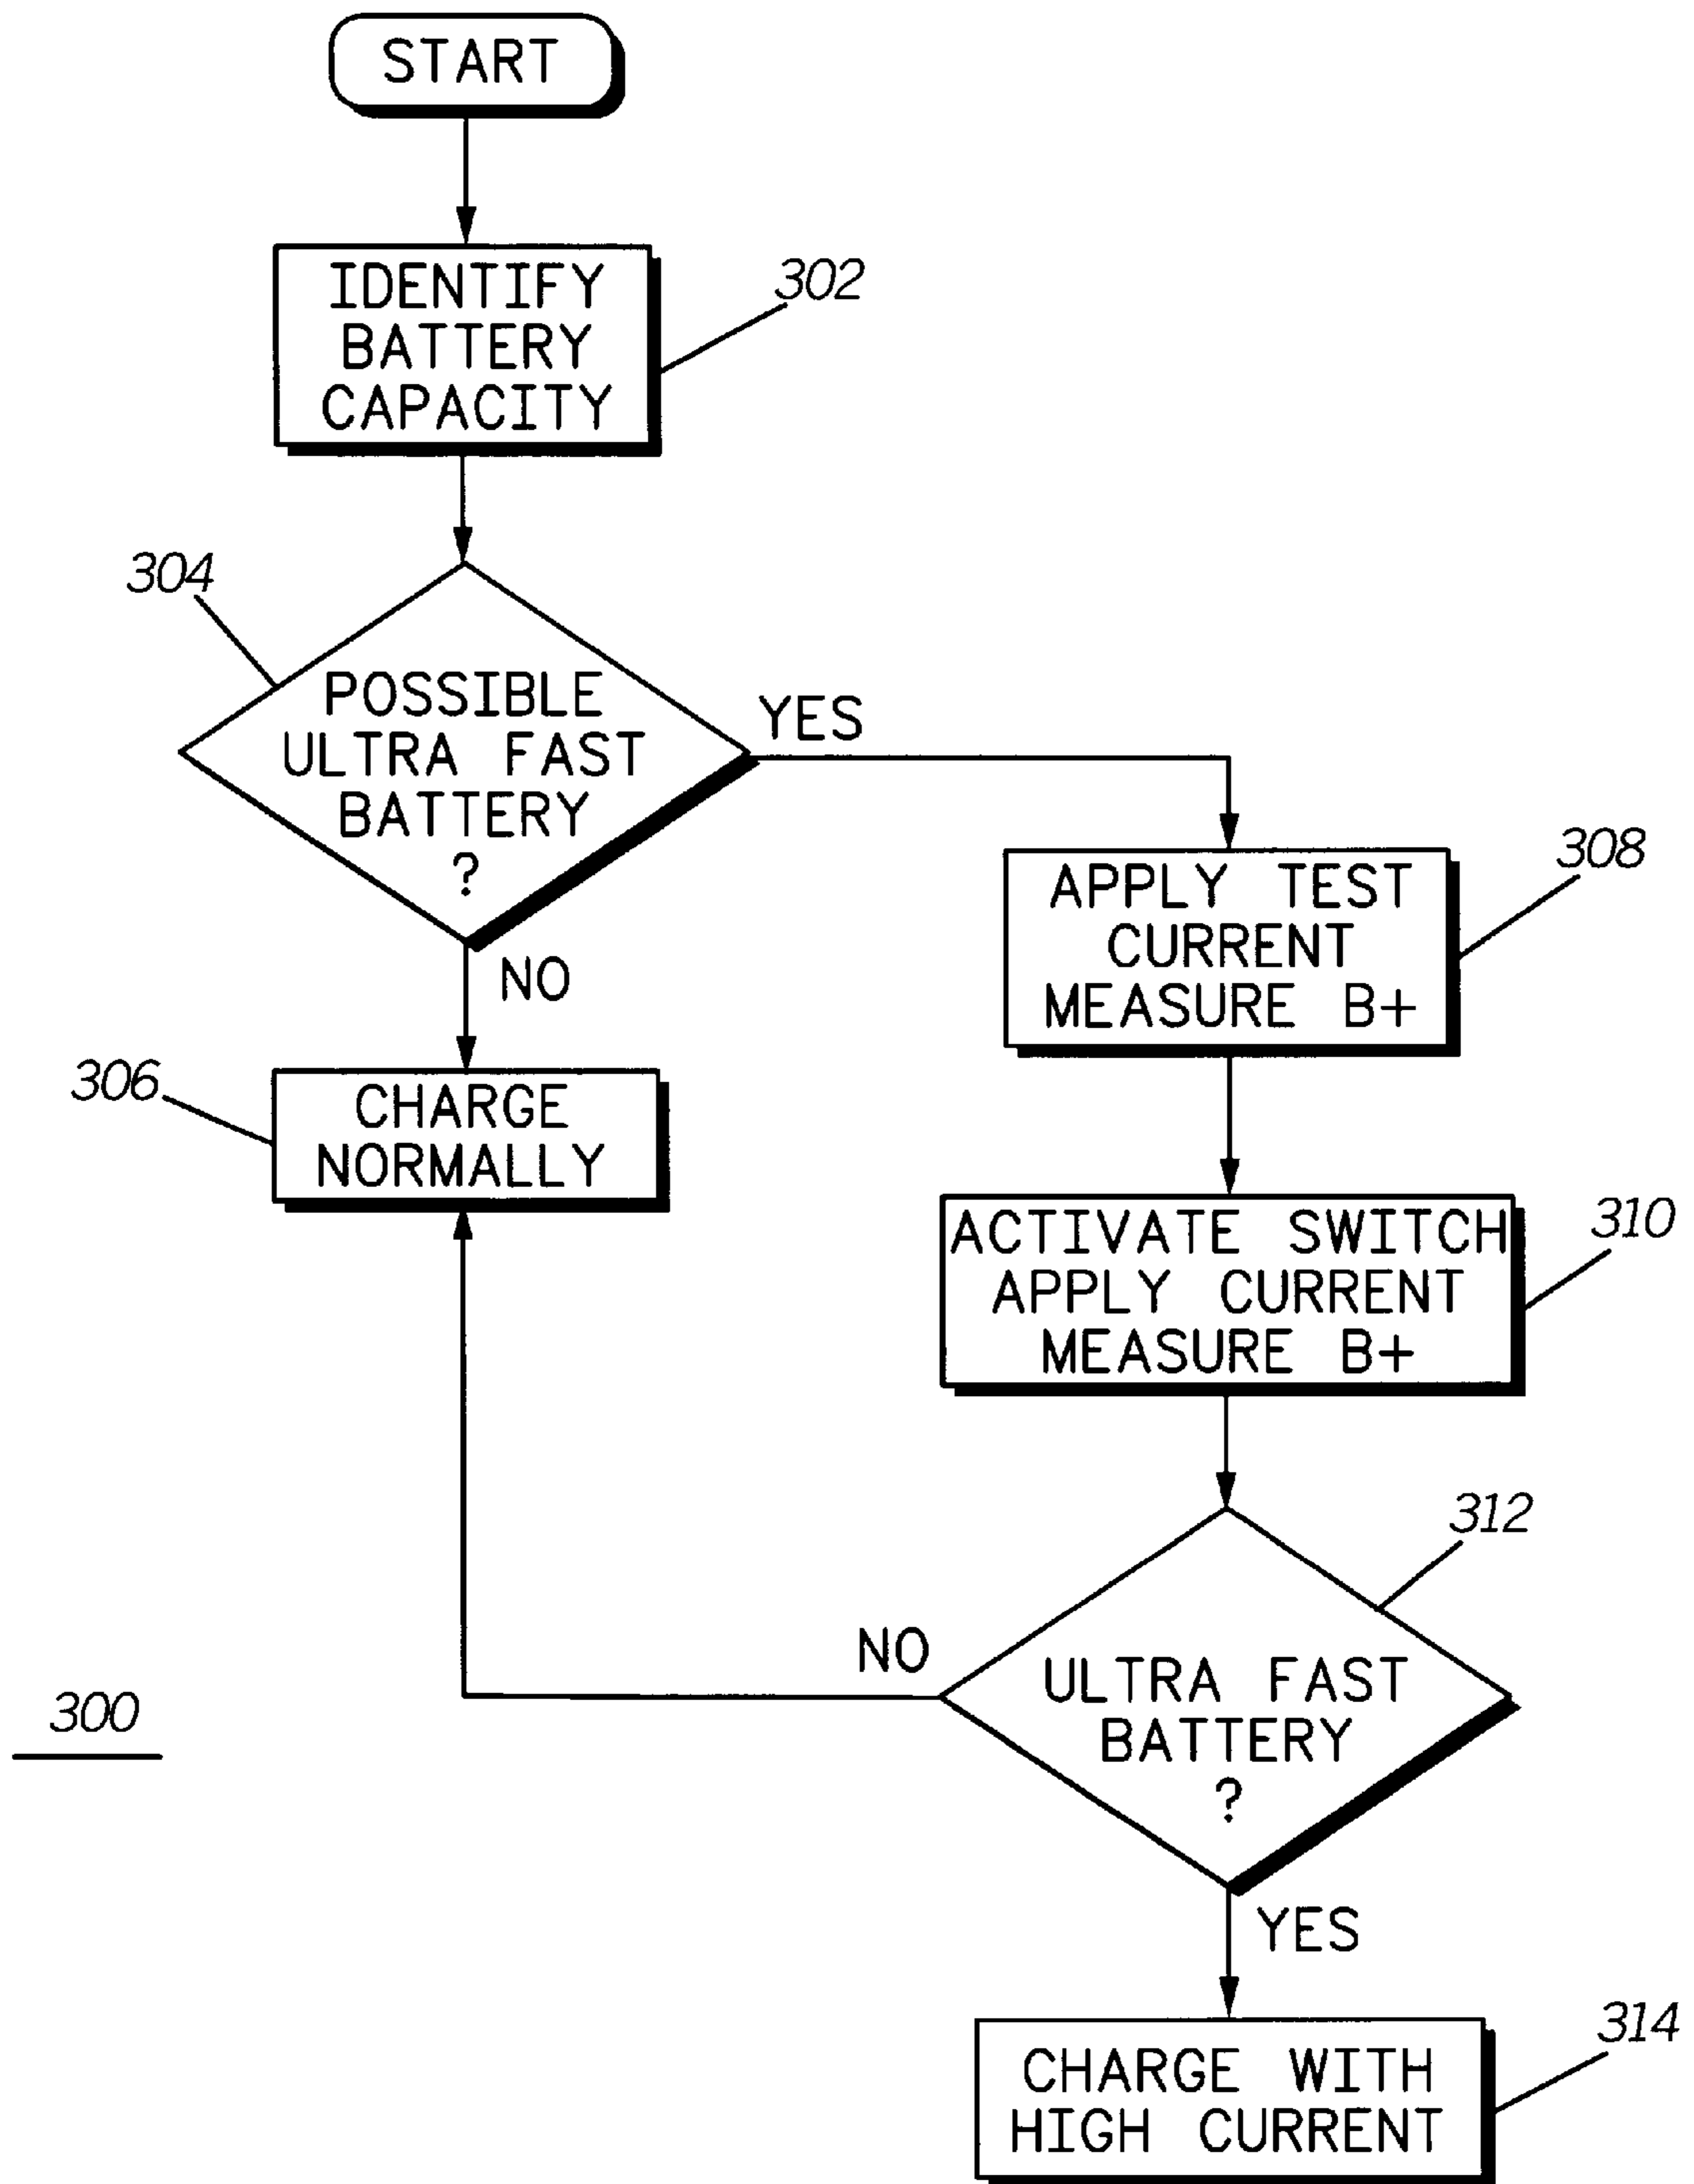 START
IDENTIFY
BATTERY
CAPACITY
302
304
POSSIBLE
ULTRA FAST
BATTERY
?
YES
NO
308
APPLY TEST
CURRENT
MEASURE B+
306
CHARGE
NORMALLY
310
ACTIVATE SWITCH
APPLY CURRENT
MEASURE B+
312
NO
ULTRA FAST
BATTERY
?
300
YES
314
CHARGE WITH
HIGH CURRENT